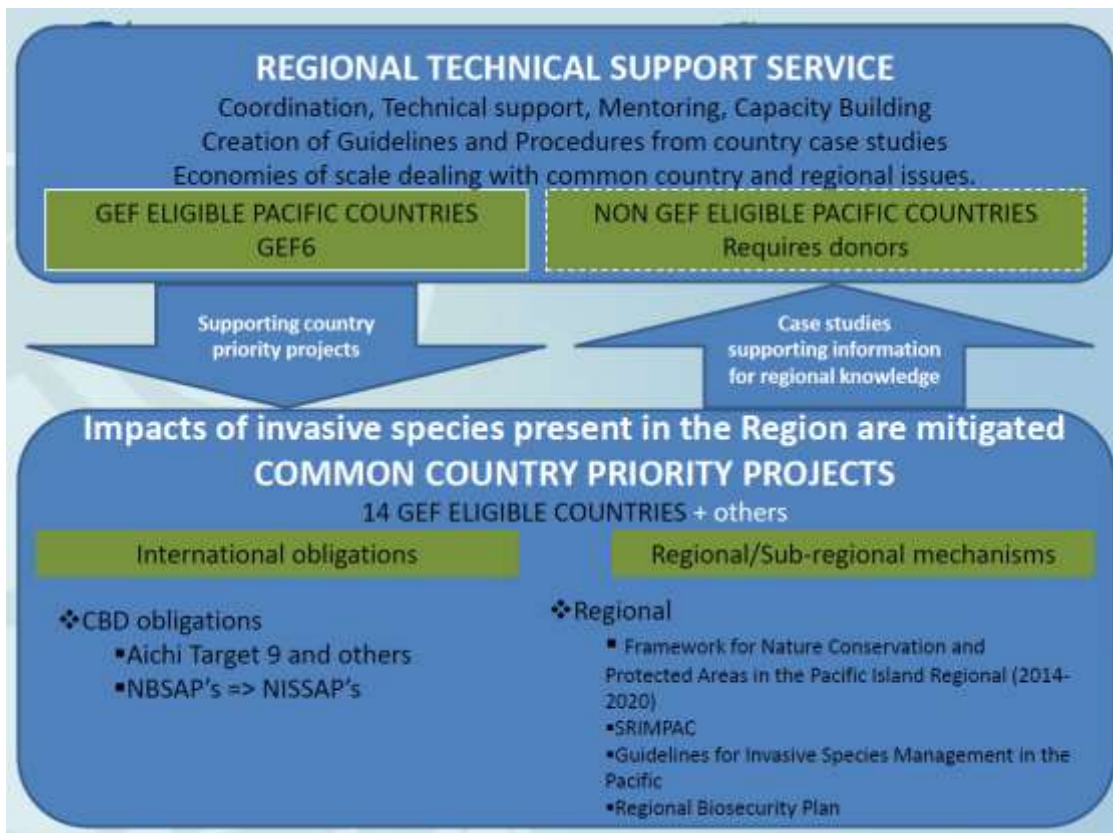 REGIONAL TECHNICAL SUPPORT SERVICE
Coordination, Technical support, Mentoring, Capacity Building
Creation of Guidelines and Procedures from country case studies
Economies of scale dealing with common country and regional issues.
GEF ELIGIBLE PACIFIC COUNTRIES
GEF6
NON GEF ELIGIBLE PACIFIC COUNTRIES
Requires donors
Supporting country
priority projects
Case studies
supporting information
for regional knowledge
Impacts of invasive species present in the Region are mitigated
COMMON COUNTRY PRIORITY PROJECTS
14 GEF ELIGIBLE COUNTRIES + others
International obligations
❖CBD obligations
▪Aichi Target 9 and others
▪NBSAP's => NISSAP's
Regional/Sub-regional mechanisms
❖Regional
▪ Framework for Nature Conservation and
Protected Areas in the Pacific Island Regional (2014-
2020)
▪SRIMPAC
▪Guidelines for Invasive Species Management in the
Pacific
▪Regional Biosecurity Plan